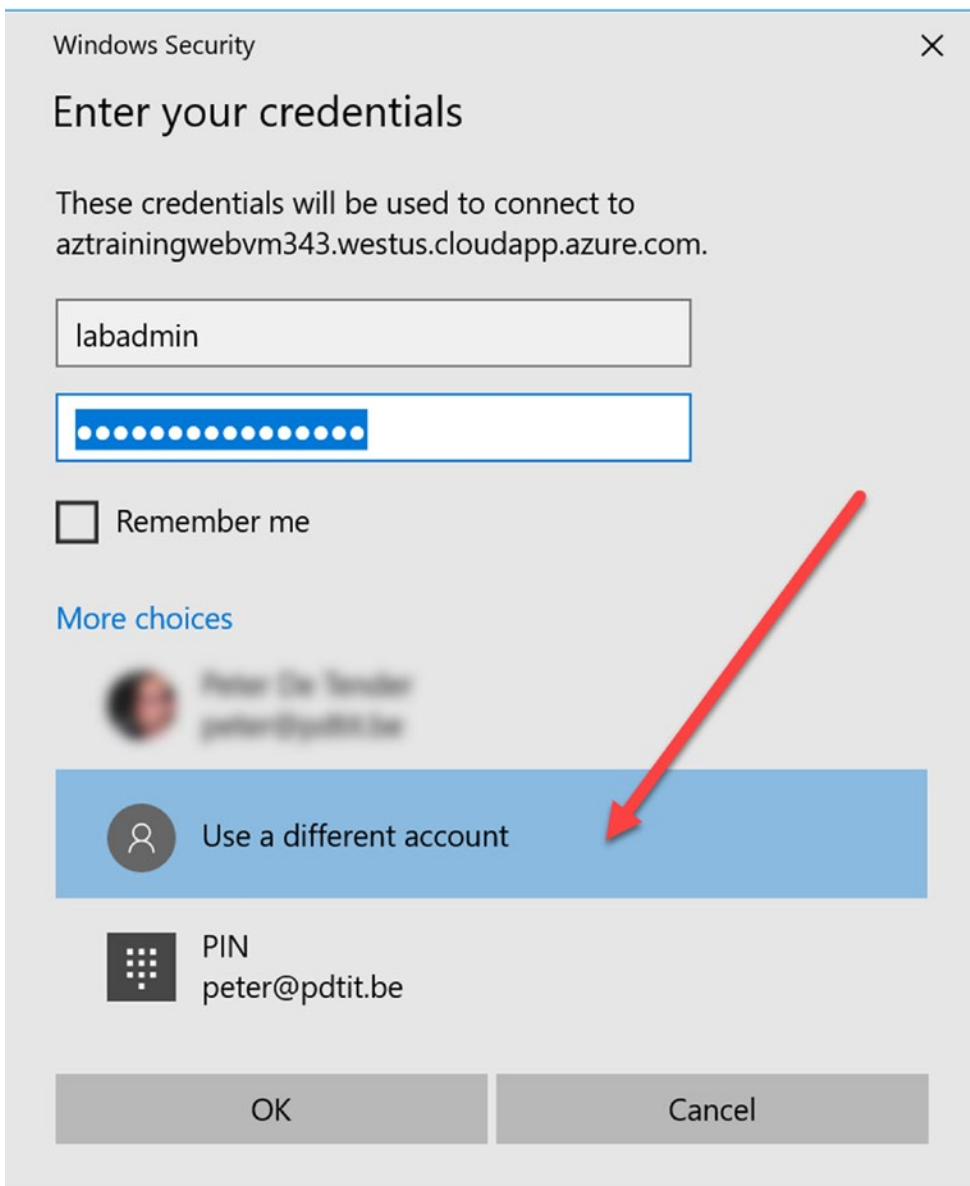 Windows Security
Enter your credentials
These credentials will be used to connect to
aztrainingwebvm343.westus.cloudapp.azure.com.
labadmin
●●●●●●●●●●●●●●●●
Remember me
More choices
Use a different account
PIN
peter@pdtit.be
OK
Cancel